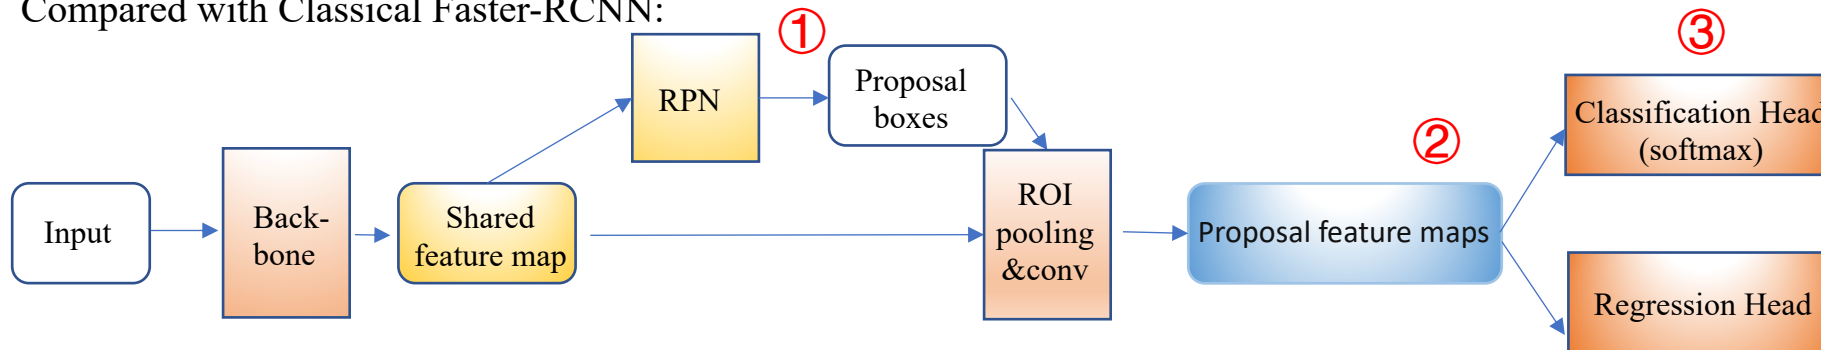 Compared with Classical Faster-RCNN:
①
③
RPN
Proposal
boxes
Classification Head
(softmax)
②
Input
Back-
bone
Shared
feature map
ROI
pooling
&conv
Proposal feature maps
Regression Head